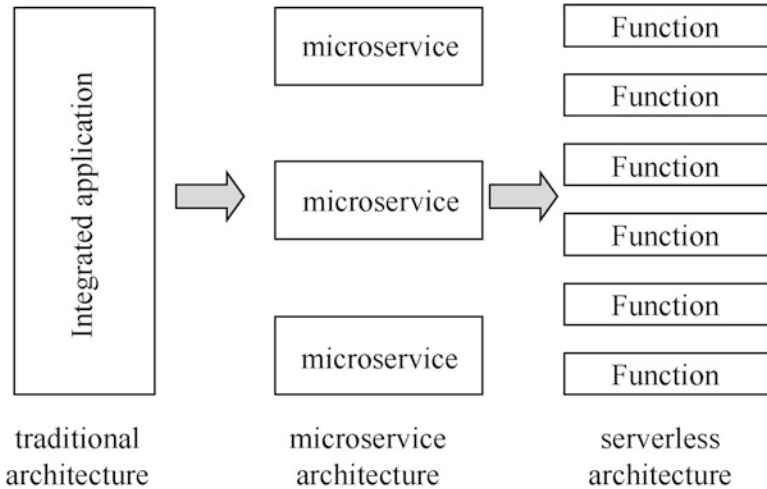 Integrated application
microservice
microservice
microservice
Function
Function
Function
Function
Function
Function
traditional
architecture
microservice
architecture
serverless
architecture